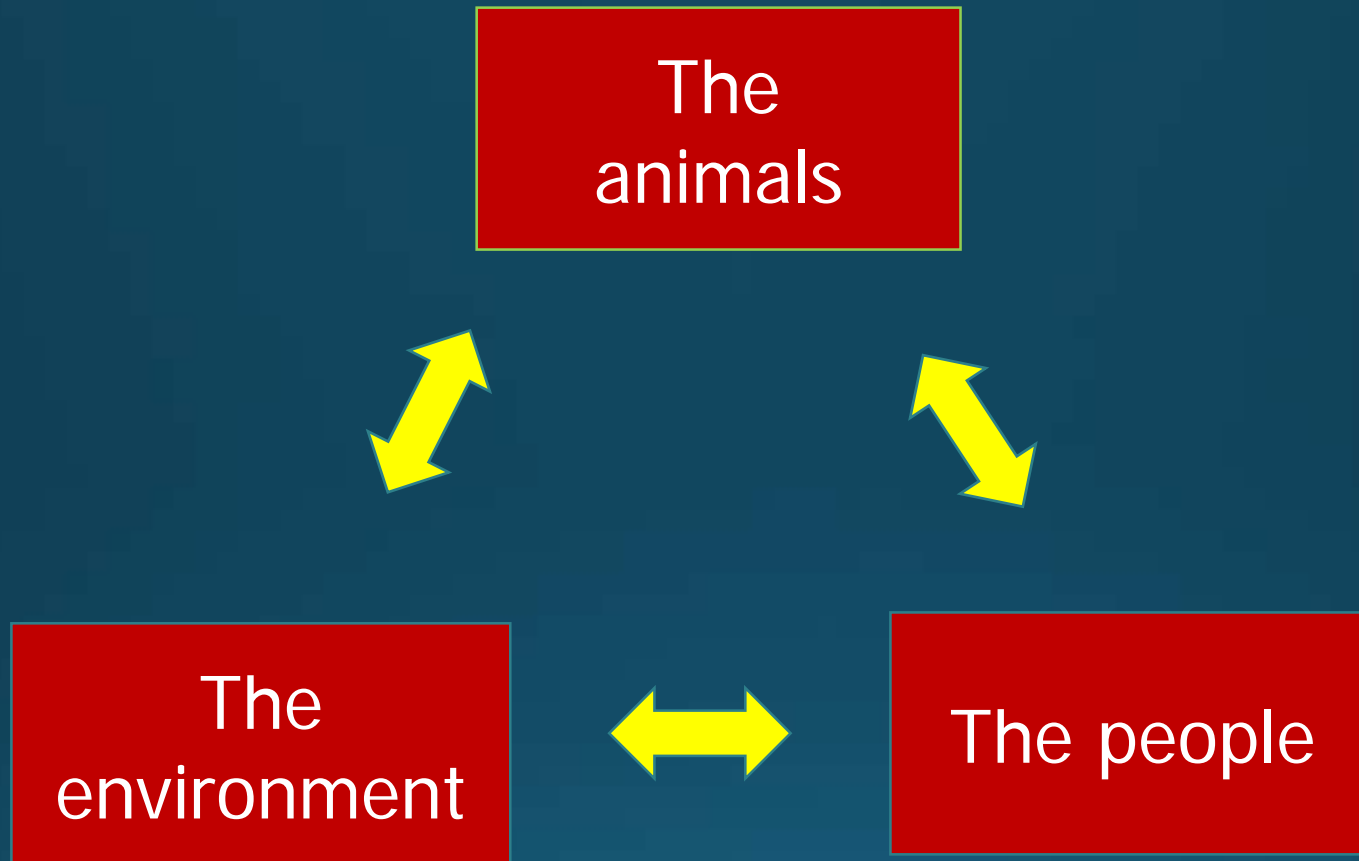 The
animals
The
environment
The people